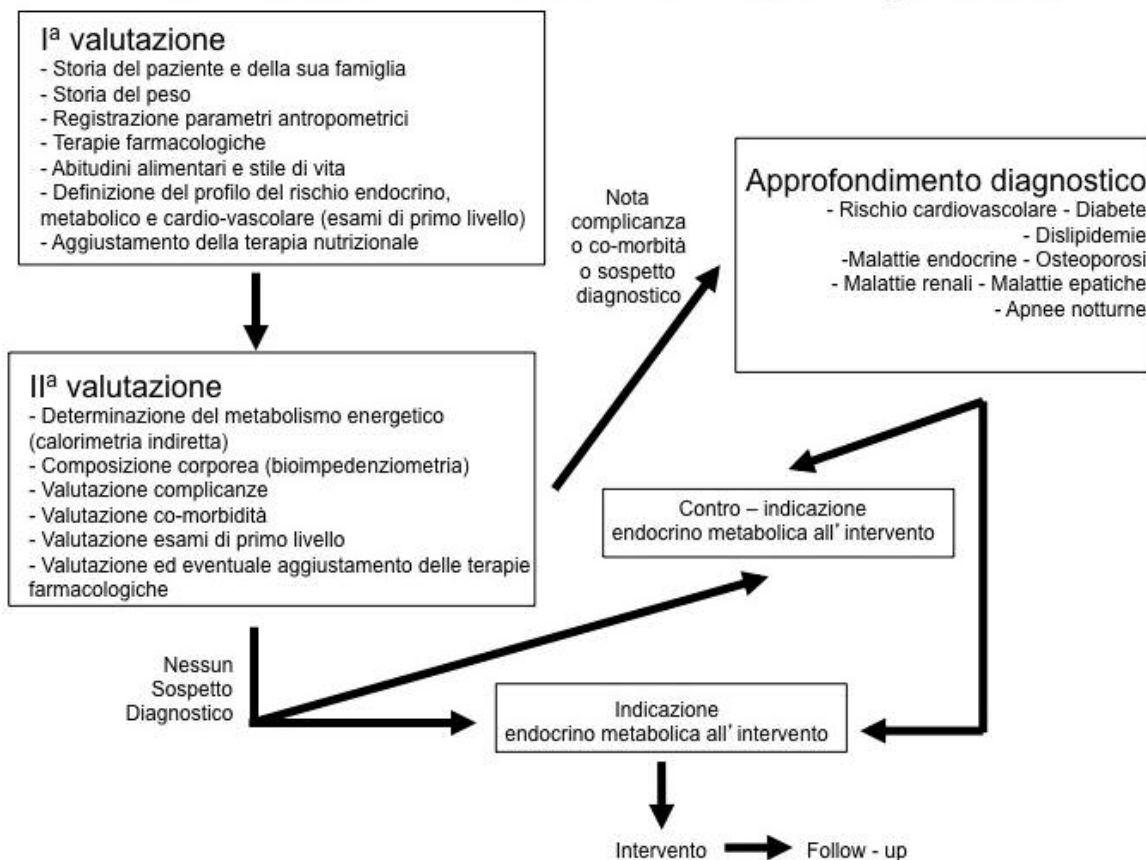 Iª valutazione
- Storia del paziente e della sua famiglia
- Storia del peso
- Registrazione parametri antropometrici
- Terapie farmacologiche
- Abitudini alimentari e stile di vita
- Definizione del profilo del rischio endocrino,
metabolico e cardio-vascolare (esami di primo livello)
- Aggiustamento della terapia nutrizionale
Nota
complicanza
o co-morbità
o sospetto
diagnostico
Approfondimento diagnostico
- Rischio cardiovascolare - Diabete
- Dislipidemie
-Malattie endocrine - Osteoporosi
- Malattie renali - Malattie epatiche
- Apnee notturne
IIª valutazione
- Determinazione del metabolismo energetico
(calorimetria indiretta)
- Composizione corporea (bioimpedenziometria)
- Valutazione complicanze
- Valutazione co-morbidità
- Valutazione esami di primo livello
- Valutazione ed eventuale aggiustamento delle terapie
farmacologiche
Contro – indicazione
endocrino metabolica all' intervento
Nessun
Sospetto
Diagnostico
Indicazione
endocrino metabolica all' intervento
Intervento
Follow - up